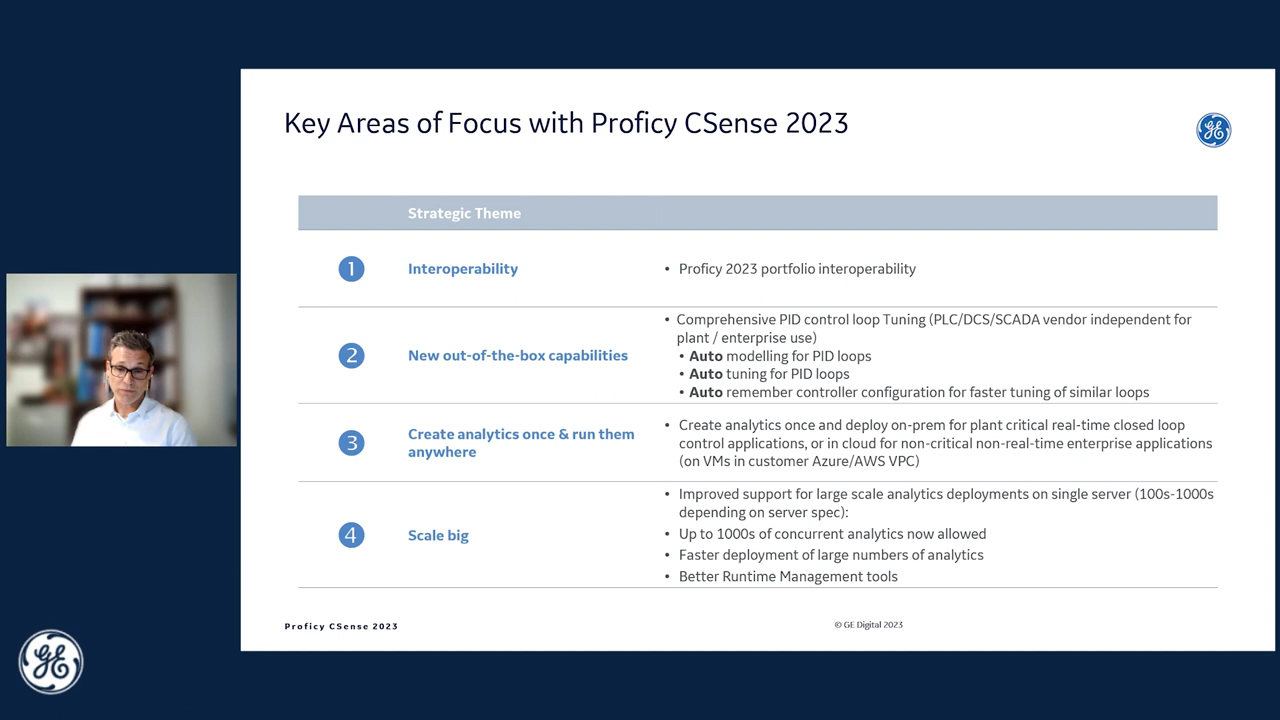 Key Areas of Focus with Proficy CSense 2023
GE
Strategic Theme
1
Interoperability
• Proficy 2023 portfolio interoperability
2
New out-of-the-box capabilities
• Comprehensive PID control loop Tuning (PLC/DCS/SCADA vendor independent for
plant / enterprise use)
• Auto modelling for PID loops
• Auto tuning for PID loops
• Auto remember controller configuration for faster tuning of similar loops
3
Create analytics once & run them
anywhere
• Create analytics once and deploy on-prem for plant critical real-time closed loop
control applications, or in cloud for non-critical non-real-time enterprise applications
(on VMs in customer Azure/AWS VPC)
4
Scale big
• Improved support for large scale analytics deployments on single server (100s-1000s
depending on server spec):
• Up to 1000s of concurrent analytics now allowed
• Faster deployment of large numbers of analytics
• Better Runtime Management tools
Proficy CSense 2023
© GE Digital 2023
GE